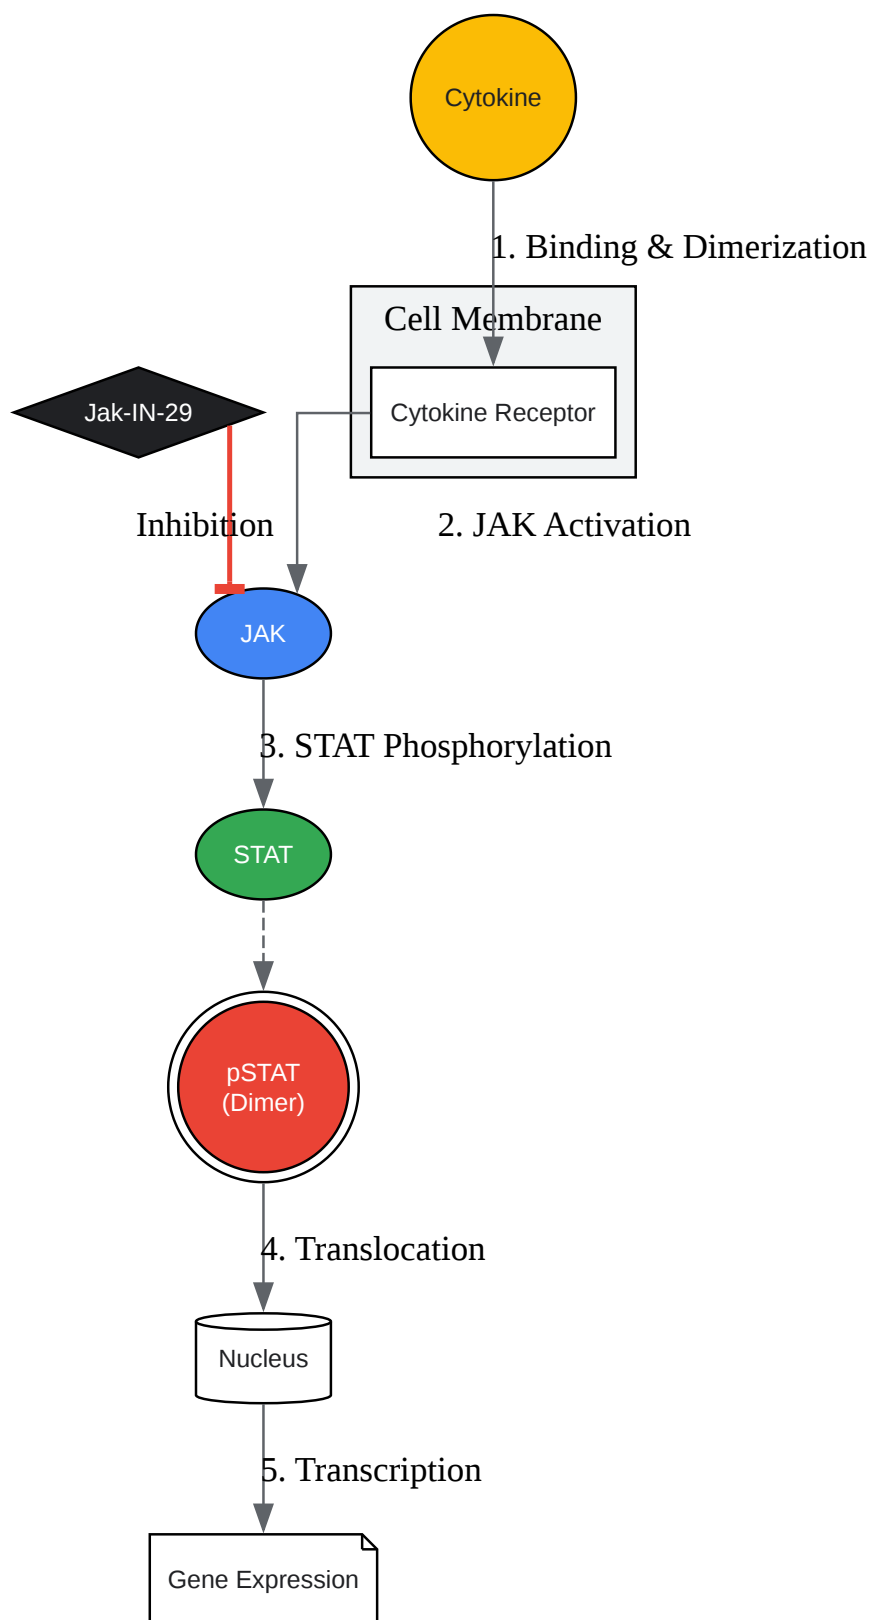 Cytokine
1. Binding & Dimerization
Cell Membrane
Jak-IN-29
Cytokine Receptor
Inhibition
2. JAK Activation
JAK
3. STAT Phosphorylation
STAT
pSTAT
(Dimer)
4. Translocation
Nucleus
5. Transcription
Gene Expression